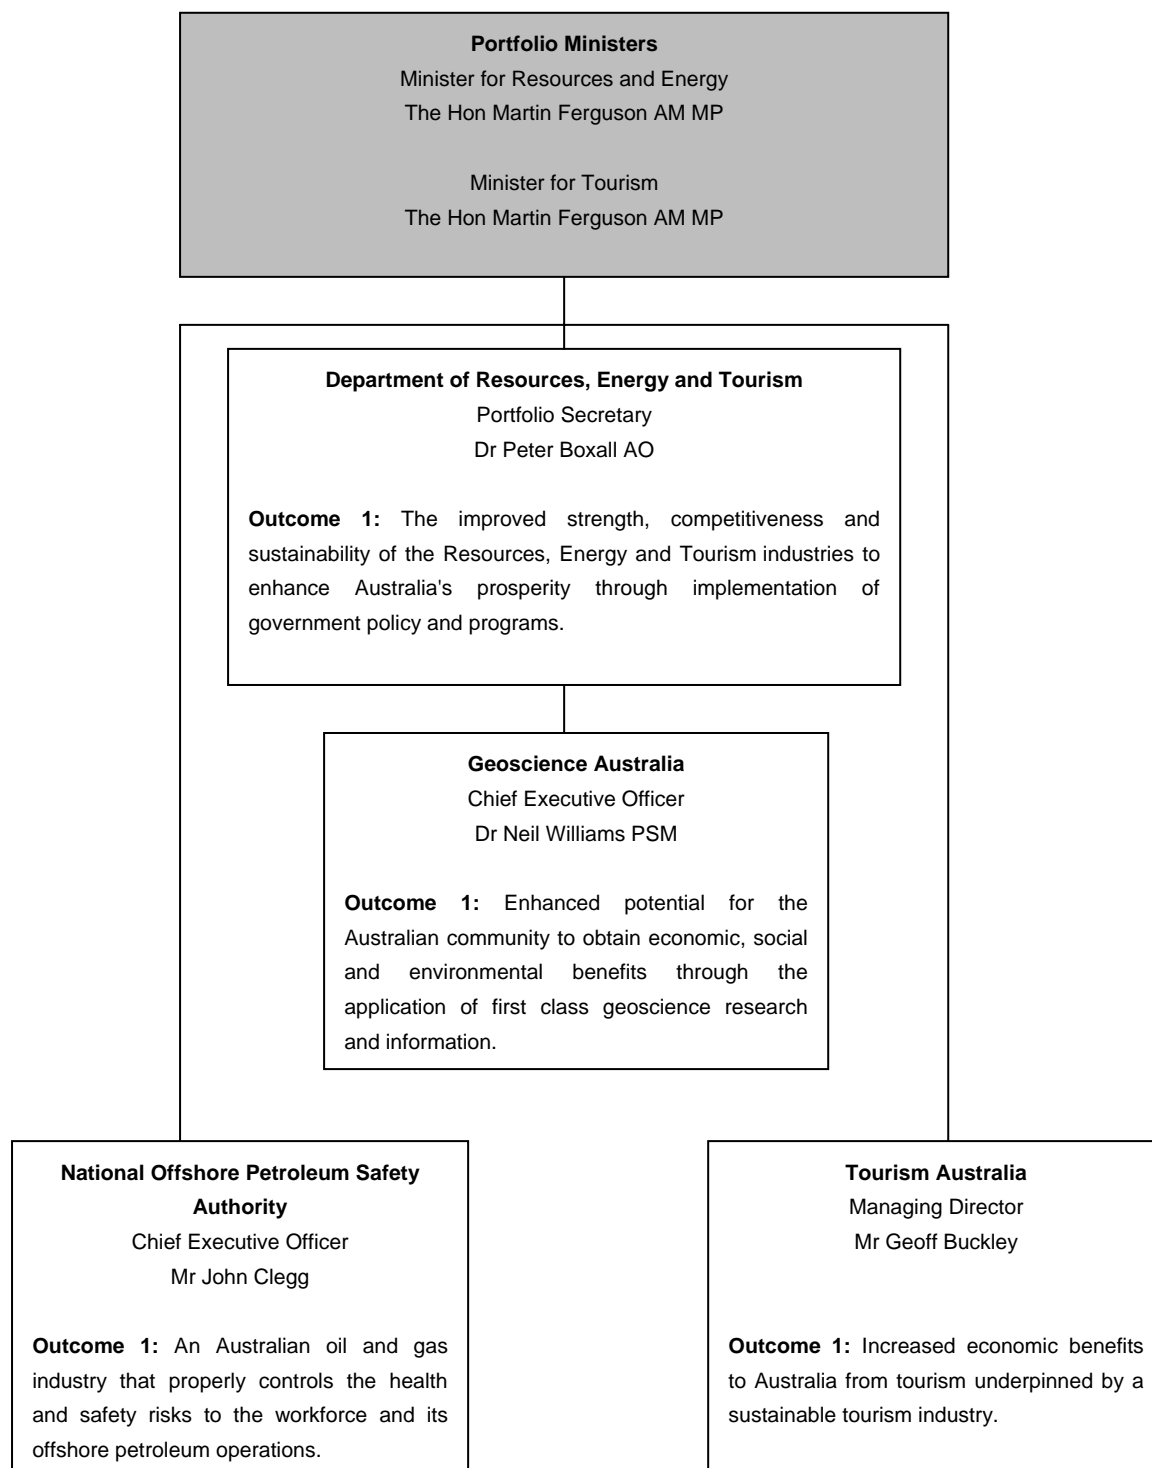 Portfolio Ministers
Minister for Resources and Energy
The Hon Martin Ferguson AM MP
Minister for Tourism
The Hon Martin Ferguson AM MP
Department of Resources, Energy and Tourism
Portfolio Secretary
Dr Peter Boxall AO
Outcome 1: The improved strength, competitiveness and
sustainability of the Resources, Energy and Tourism industries to
enhance Australia's prosperity through implementation of
government policy and programs.
Geoscience Australia
Chief Executive Officer
Dr Neil Williams PSM
Outcome 1: Enhanced potential for the
Australian community to obtain economic, social
and environmental benefits through the
application of first class geoscience research
and information.
National Offshore Petroleum Safety
Authority
Chief Executive Officer
Mr John Clegg
Outcome 1: An Australian oil and gas
industry that properly controls the health
and safety risks to the workforce and its
offshore petroleum operations.
Tourism Australia
Managing Director
Mr Geoff Buckley
Outcome 1: Increased economic benefits
to Australia from tourism underpinned by a
sustainable tourism industry.